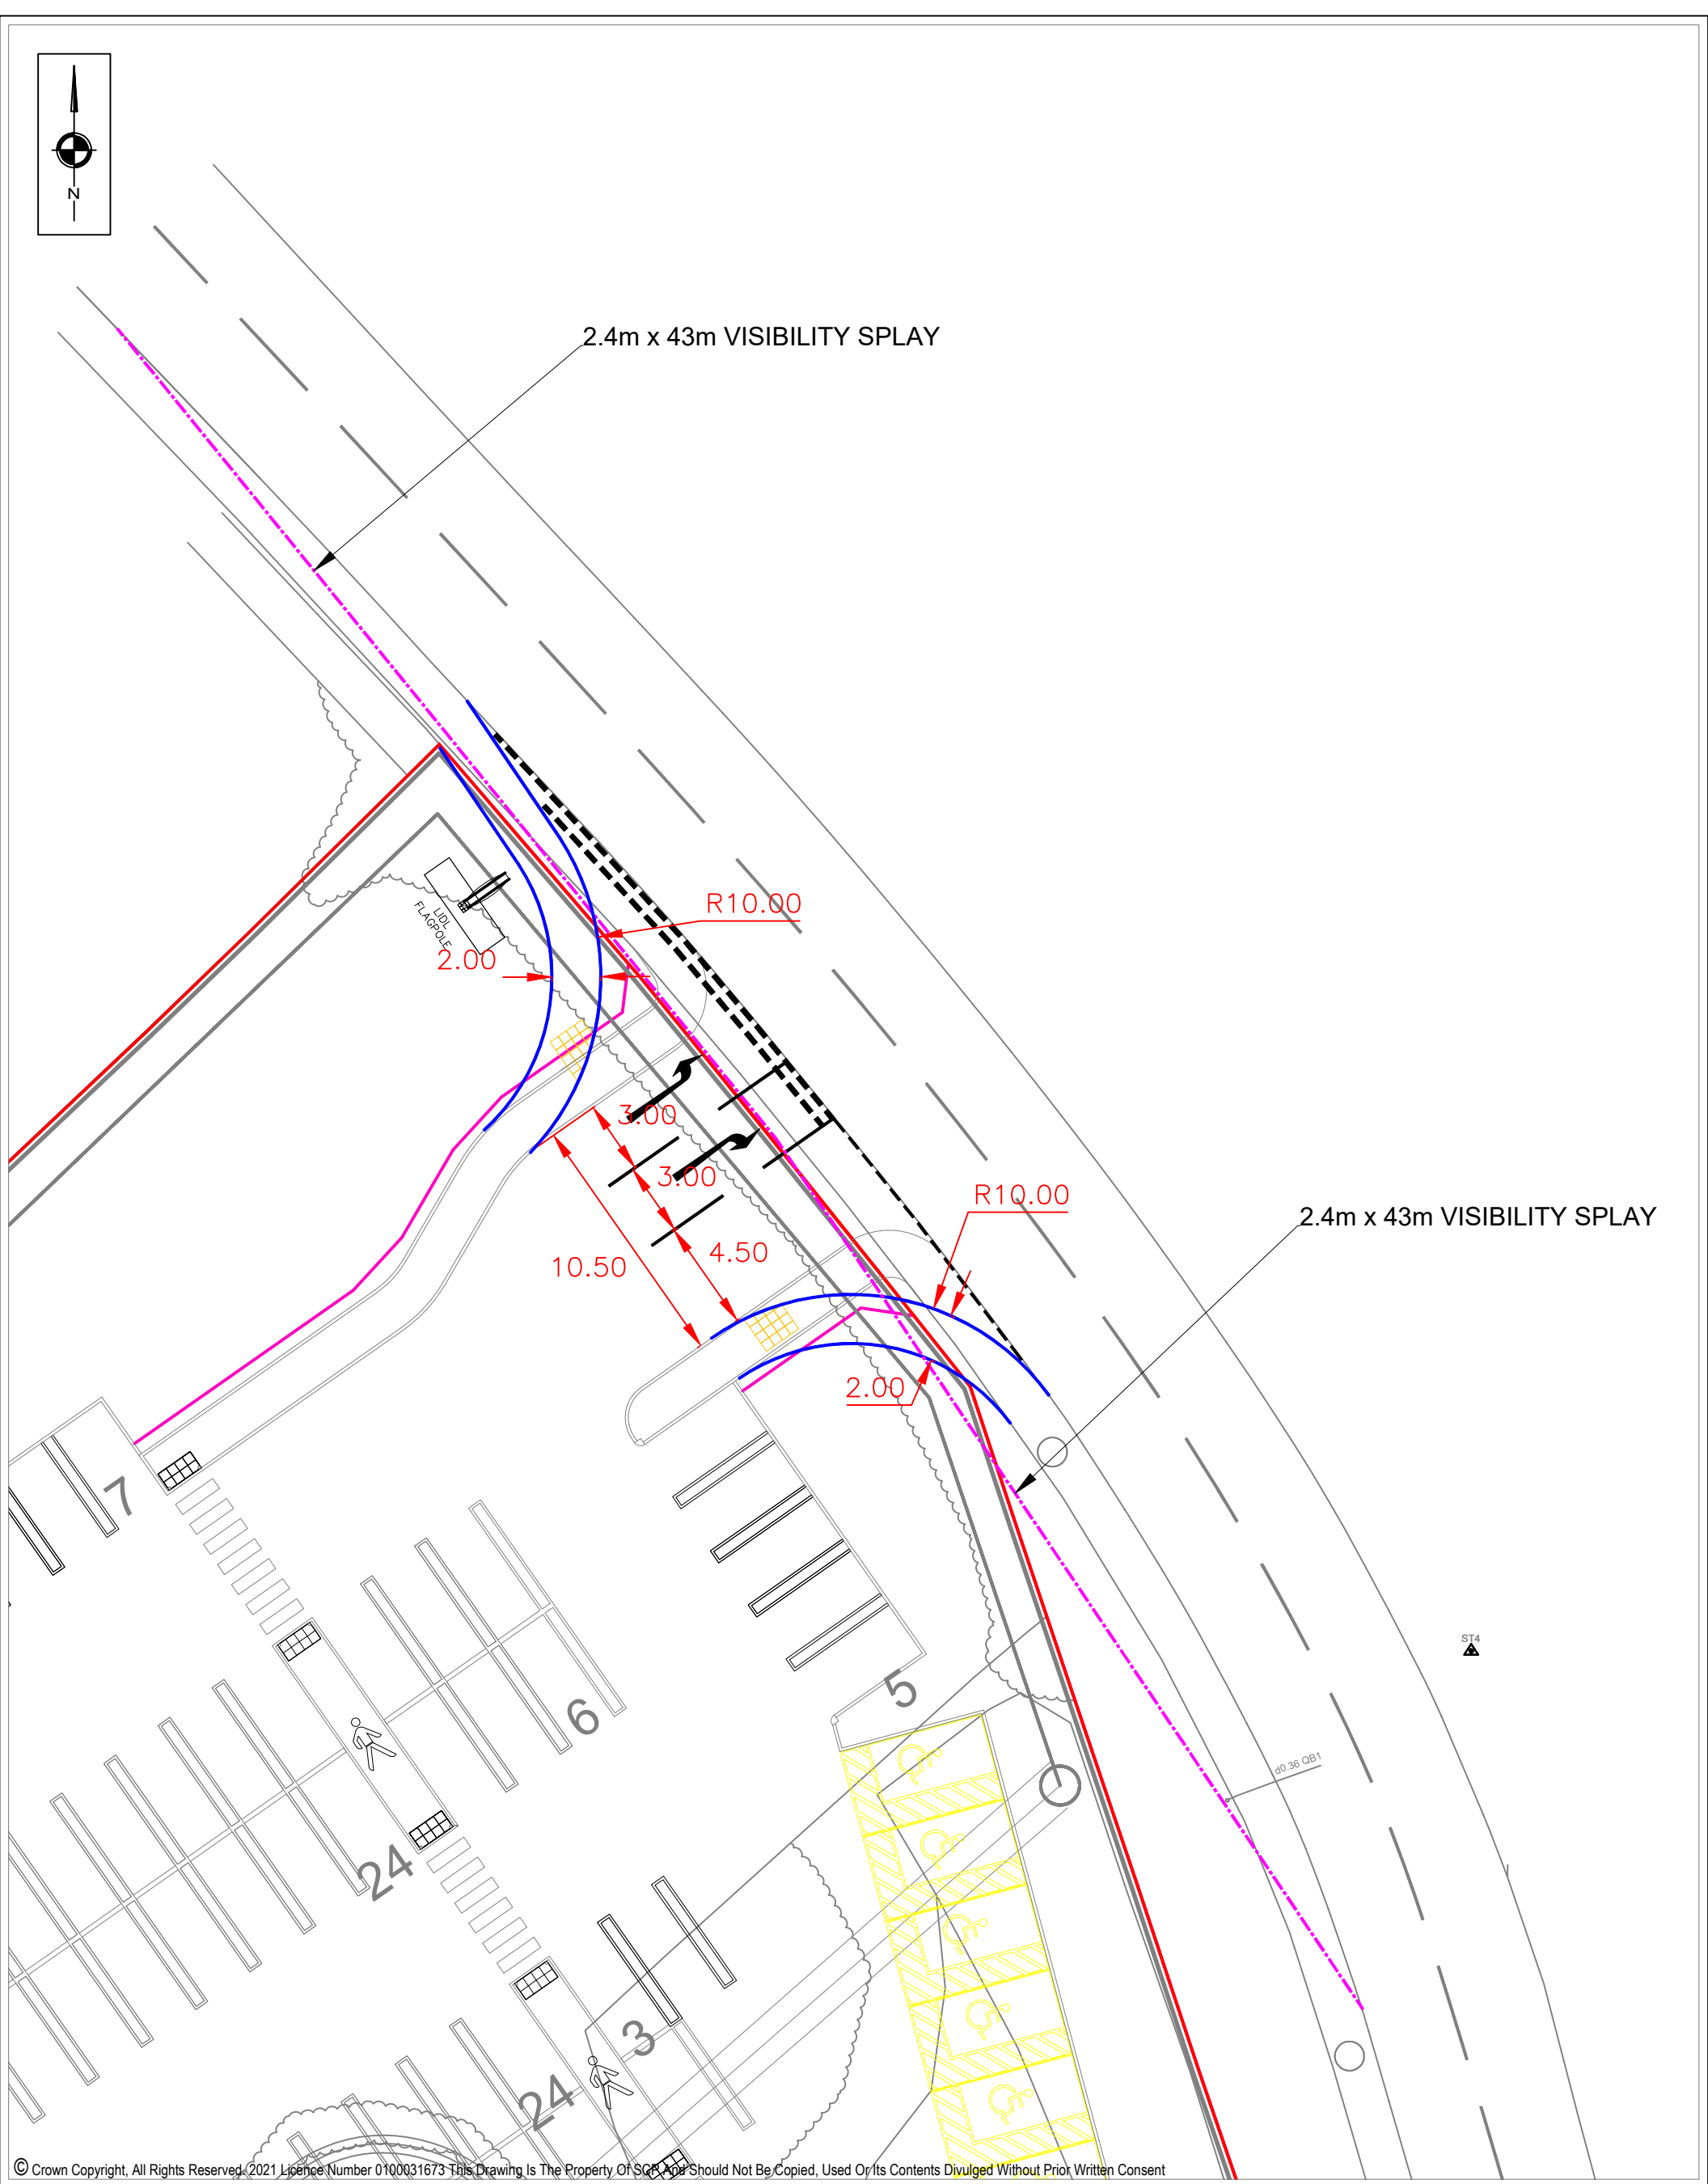 N
2.4m x 43m VISIBILITY SPLAY
R10.00
LIDL
FLAGPOLE
2.00
3.00
3.00
R10.00
2.4m x 43m VISIBILITY SPLAY
4.50
10.50
2.00
7
ST4
5
6
d0.36 QB1
24
3
24
© Crown Copyright, All Rights Reserved. 2021 Licence Number 0100031673 This Drawing Is The Property Of SCP And Should Not Be Copied, Used Or Its Contents Divulged Without Prior Written Consent